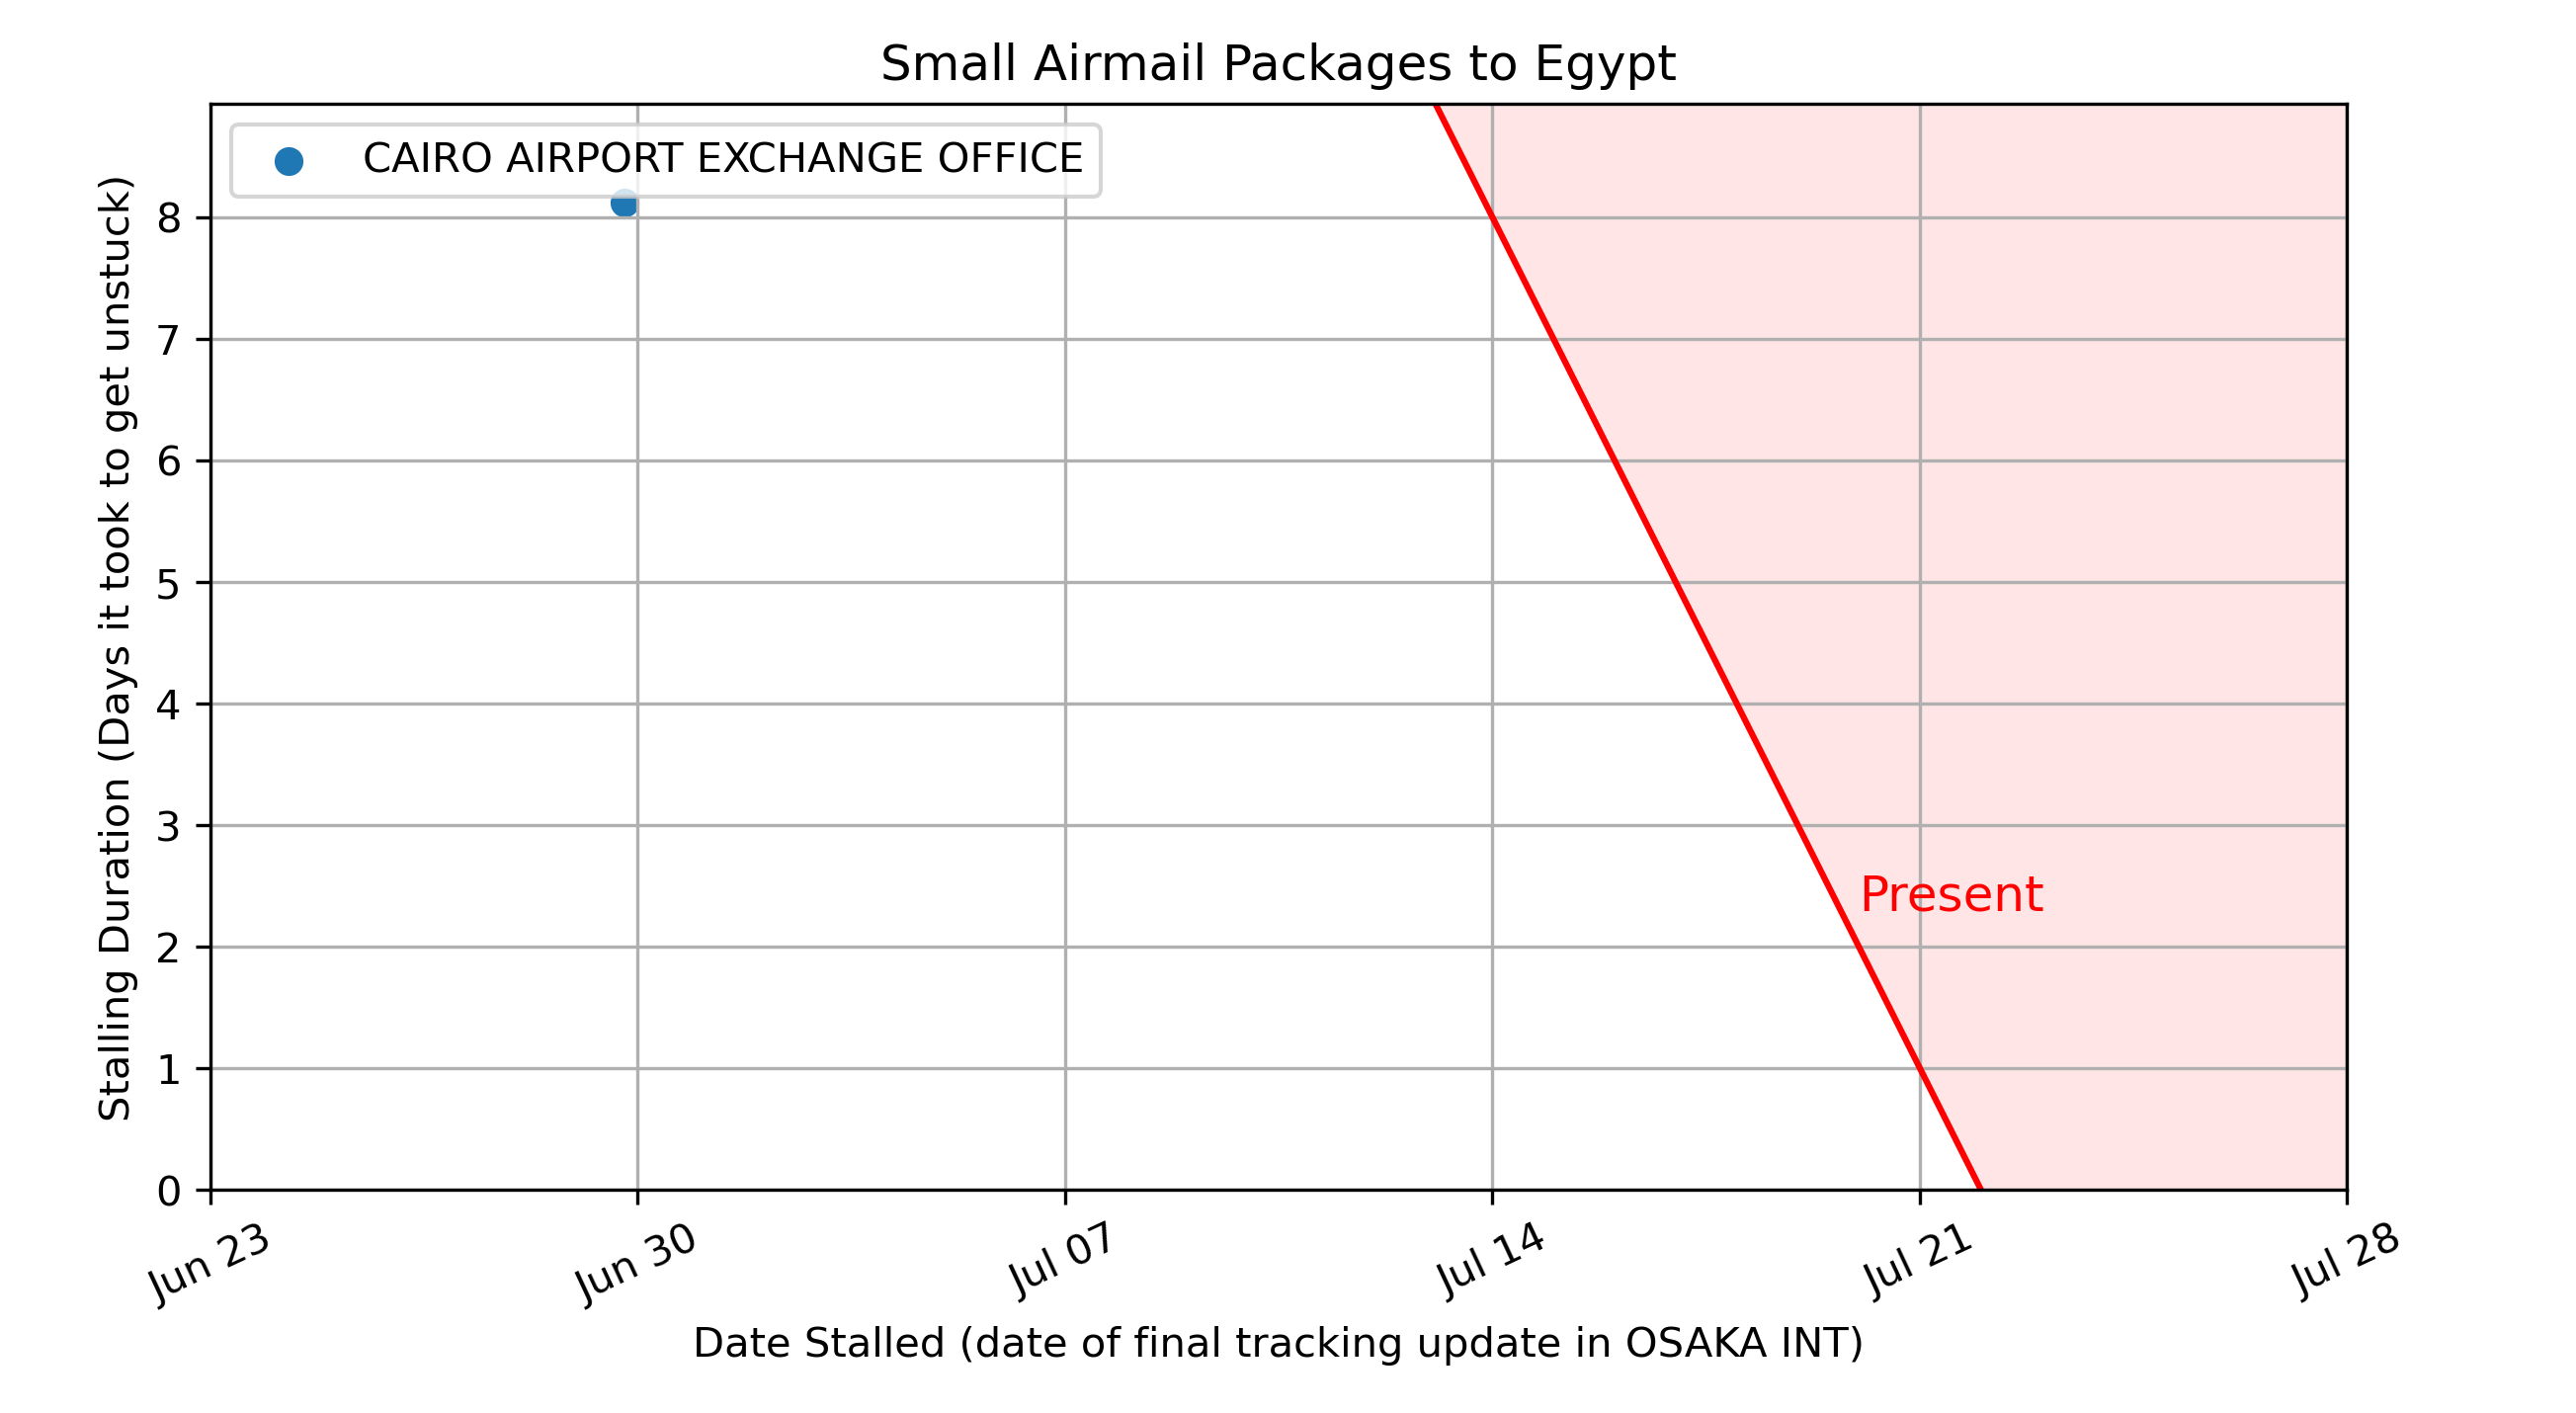 Small Airmail Packages to Egypt
CAIRO AIRPORT EXCHANGE OFFICE
Stalling Duration (Days it took to get unstuck)
8
7
6
5
4
3
2
1
0
Present
Jun 23
Jun 30
Jul 07
Jul 14
Jul 21
Jul 28
Date Stalled (date of final tracking update in OSAKA INT)